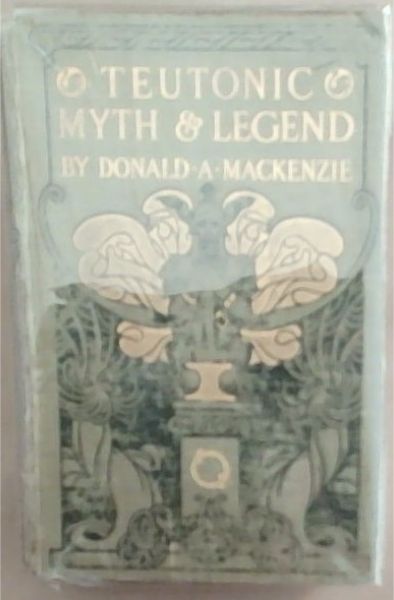 TEUTONIC
MYTH & LEGEND
BY DONALD·A·MACKENZIE